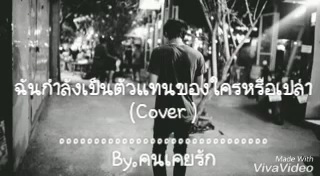 ฉันกำลังเป็นตัวแทนของใครหรือเปล่า
(Cover
................................
By.คนเคยรัก
Made With
VivaVideo